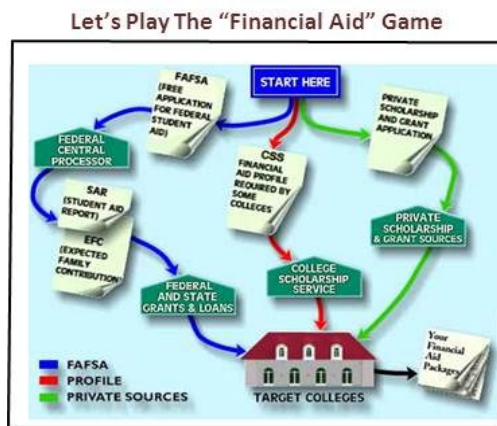 Let's Play The “Financial Aid” Game
START HERE
FAFSA
(FREE
APPLICATION
FOR FEDERAL
STUDENT
AID)
FEDERAL
CENTRAL
PROCESSOR
SAR
(STUDENT AID
REPORT)
EFC
(EXPECTED
FAMILY
CONTRIBUTION)
FEDERAL
AND STATE
GRANTS & LOANS
CSS
FINANCIAL
AID PROFILE
REQUIRED BY
SOME
COLLEGES
COLLEGE
SCHOLARSHIP
SERVICE
PRIVATE
SCHOLARSHIP
AND GRANT
APPLICATION
PRIVATE
SCHOLARSHIP
& GRANT SOURCES
TARGET COLLEGES
Your
Financial
Aid
Packages
FAFSA
PROFILE
PRIVATE SOURCES